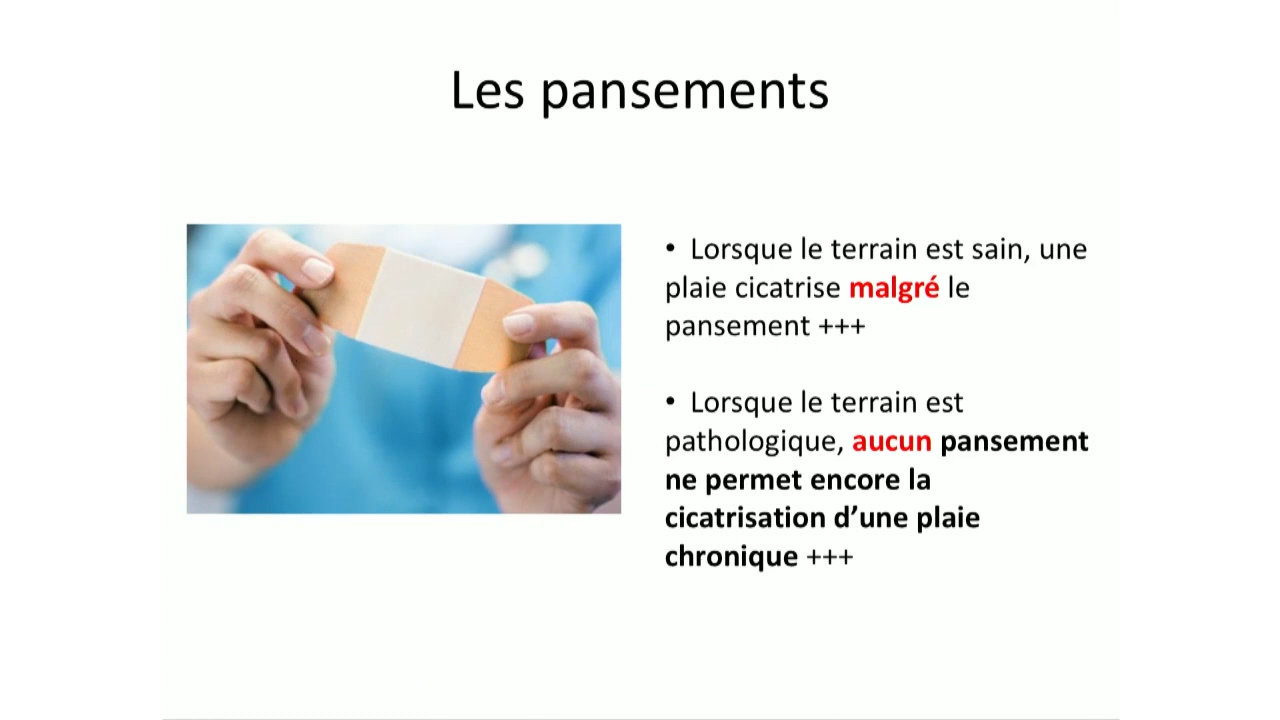 Les pansements
• Lorsque le terrain est sain, une
plaie cicatrise malgré le
pansement +++
• Lorsque le terrain est
pathologique, aucun pansement
ne permet encore la
cicatrisation d’une plaie
chronique +++